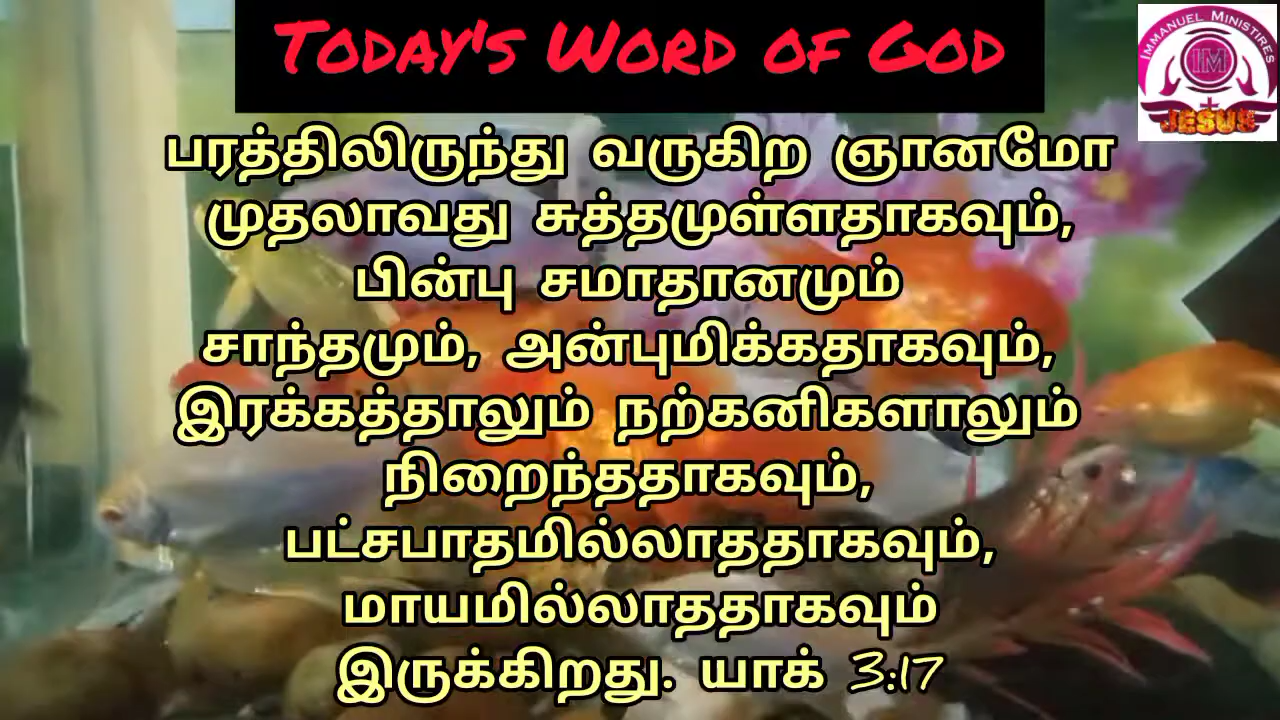 TODAY'S WORD OF GOD
IMMANUEL MINISTIRES
IM
JESUS
பரத்திலிருந்து வருகிற ஞானமோ
முதலாவது சுத்தமுள்ளதாகவும்,
பின்பு சமாதானமும்
சாந்தமும், அன்புமிக்கதாகவும்,
இரக்கத்தாலும் நற்கனிகளாலும்
நிறைந்ததாகவும்,
பட்சபாதமில்லாததாகவும்,
மாயமில்லாததாகவும்
இருக்கிறது. யாக் 3:17